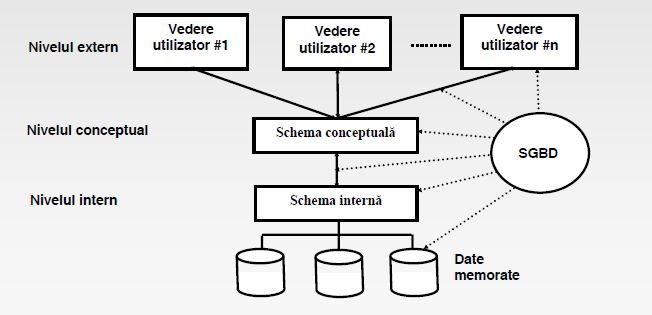 Nivelul extern
Vedere
utilizator #1
Vedere
utilizator #2
Vedere
utilizator #n
Nivelul conceptual
Schema conceptuală
SGBD
Nivelul intern
Schema internă
Date
memorate